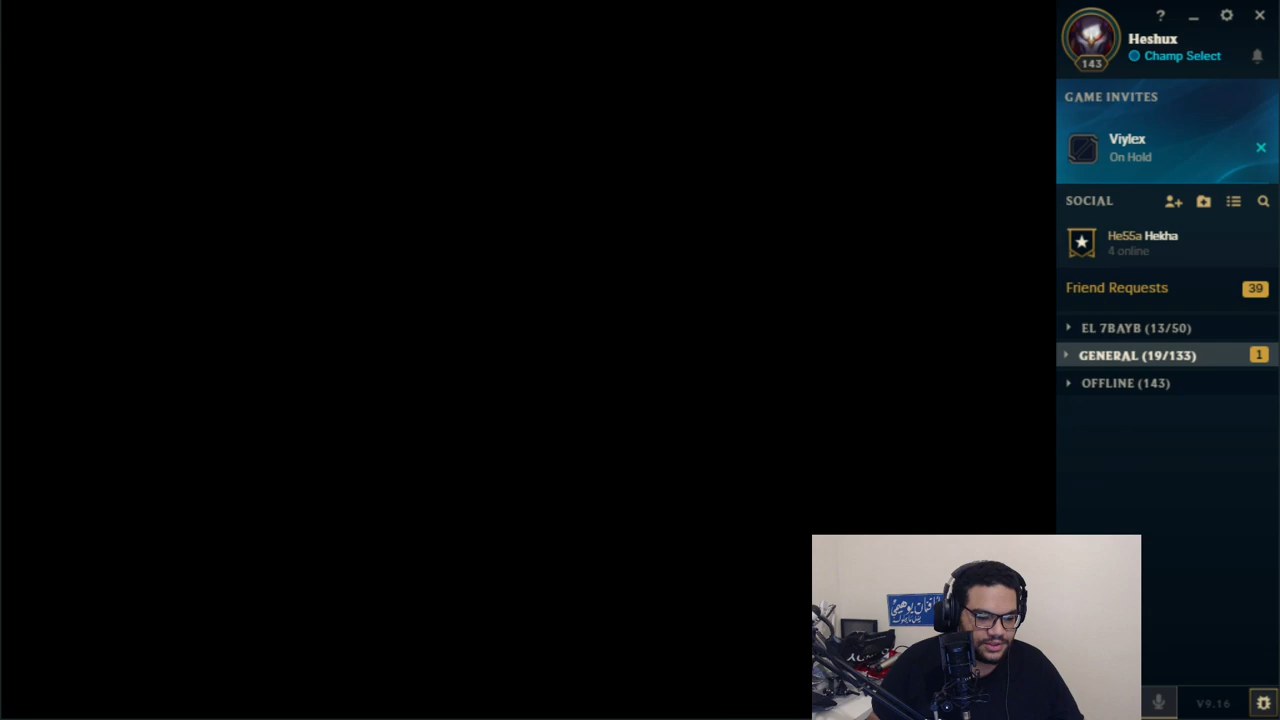 ?
Heshux
Champ Select
143
GAME INVITES
Viylex
On Hold
SOCIAL
He55a Hekha
4 online
Friend Requests 39
EL 7BAYB (13/50)
GENERAL (19/133) 1
OFFLINE (143)
V9.16